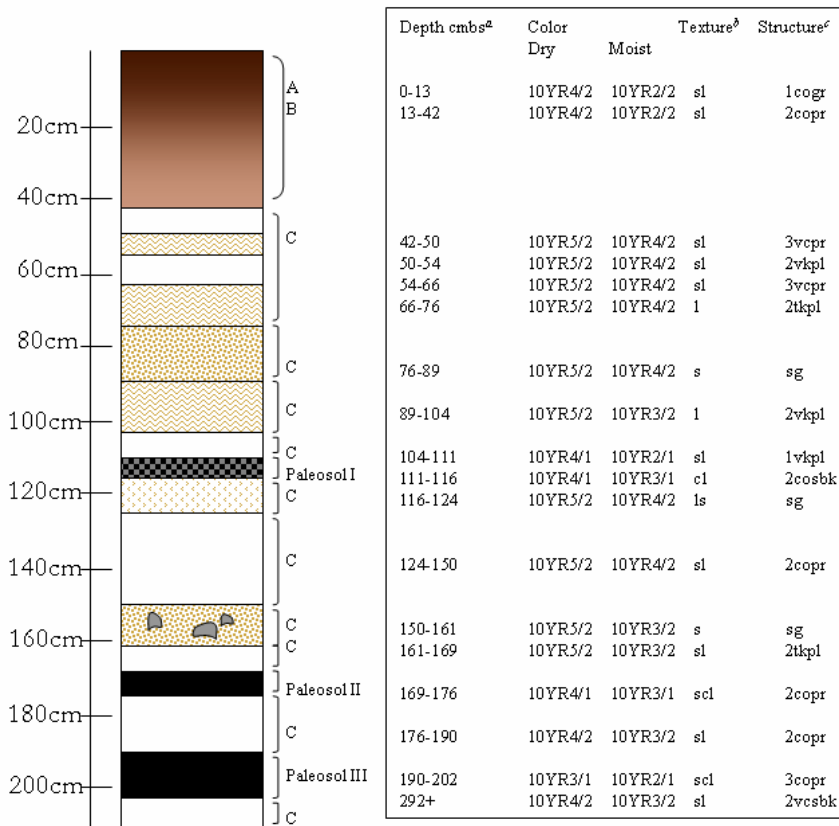 Depth cmbsᵃ Color Textureᵇ Structureᶜ
Dry Moist
A
B
20cm
40cm
C
60cm
80cm
C
C
100cm
C
Paleosol I
120cm
C
140cm
C
160cm
C
C
Paleosol II
180cm
C
200cm
Paleosol III
C
0-13 10YR4/2 10YR2/2 sl 1cogr
13-42 10YR4/2 10YR2/2 sl 2copr
42-50 10YR5/2 10YR4/2 sl 3vcpr
50-54 10YR5/2 10YR4/2 sl 2vkpl
54-66 10YR5/2 10YR4/2 sl 3vcpr
66-76 10YR5/2 10YR4/2 l 2tkpl
76-89 10YR5/2 10YR4/2 s sg
89-104 10YR5/2 10YR3/2 l 2vkpl
104-111 10YR4/1 10YR2/1 sl 1vkpl
111-116 10YR4/1 10YR3/1 cl 2cosbk
116-124 10YR5/2 10YR4/2 ls sg
124-150 10YR5/2 10YR4/2 sl 2copr
150-161 10YR5/2 10YR3/2 s sg
161-169 10YR5/2 10YR3/2 sl 2tkpl
169-176 10YR4/1 10YR3/1 scl 2copr
176-190 10YR4/2 10YR3/2 sl 2copr
190-202 10YR3/1 10YR2/1 scl 3copr
292+ 10YR4/2 10YR3/2 sl 2vcsbk